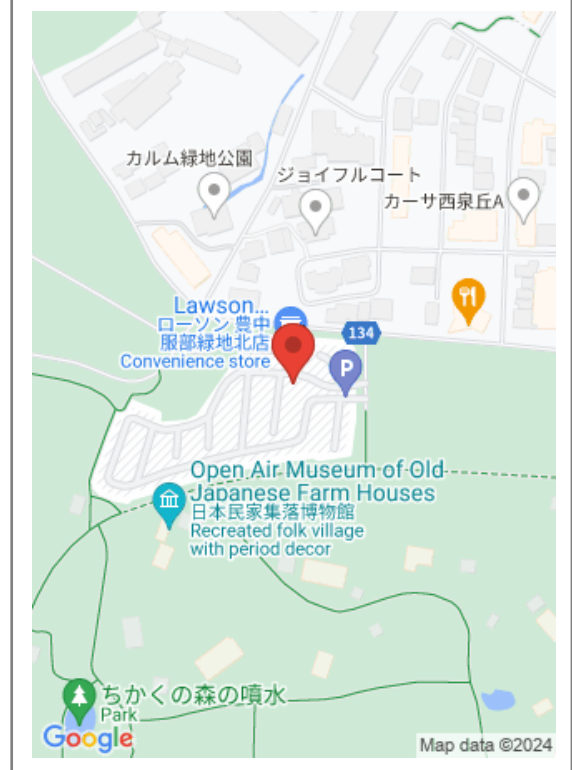 カルム緑地公園
ジョイフルコート
カーサ西泉丘A
Lawson...
ローソン 豊中
服部緑地北店
Convenience store
134
P
Open Air Museum of Old
Japanese Farm Houses
日本民家集落博物館
Recreated folk village
with period decor
ちかくの森の噴水
Park
Google
Map data ©2024